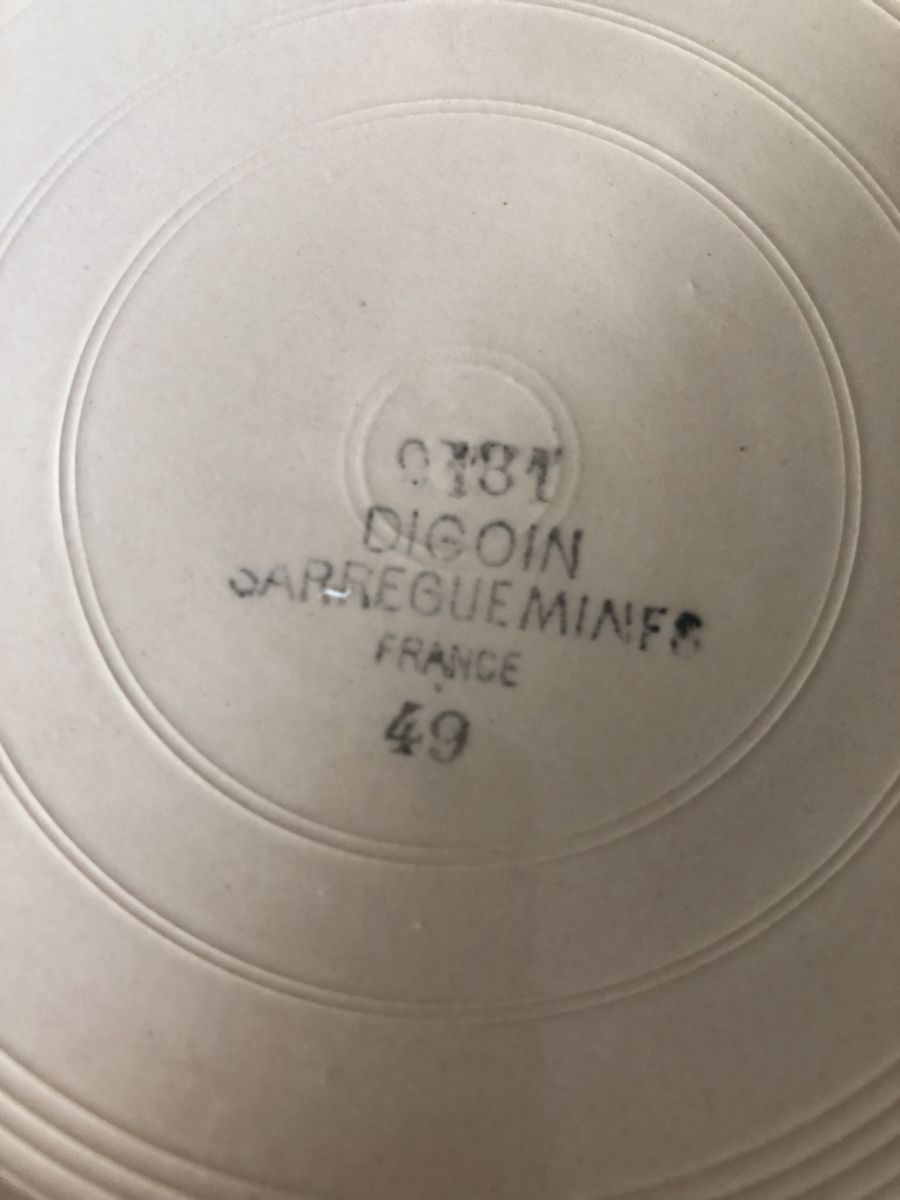 DIGOIN
SARREGUEMINES
FRANCE
49